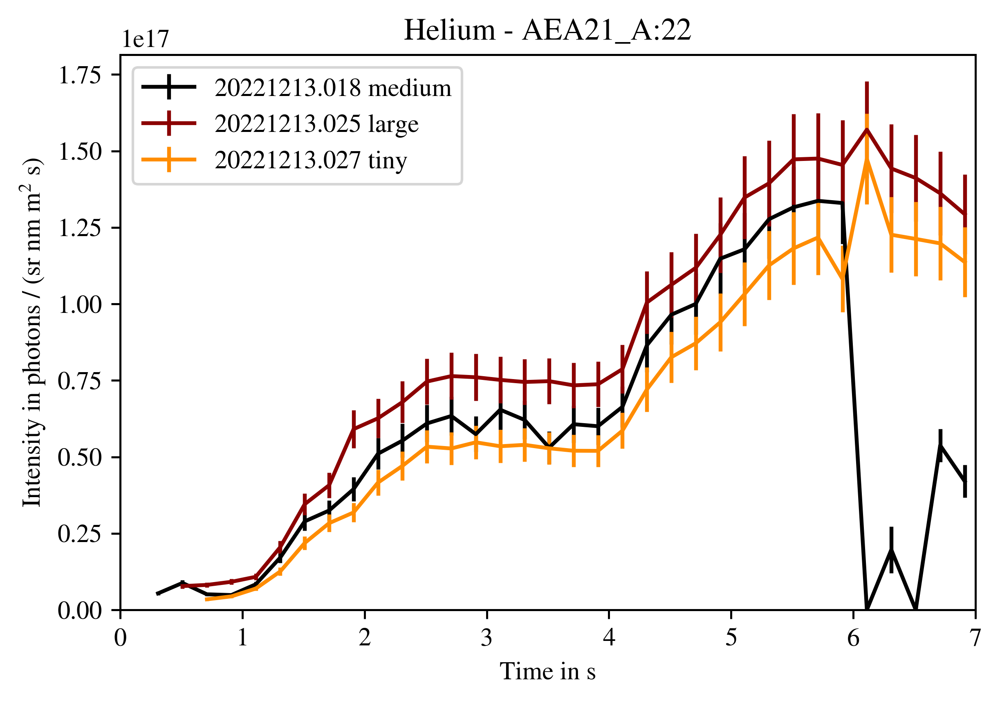 Helium - AEA21_A:22
1e17
1.75
1.50
1.25
1.00
0.75
0.50
0.25
0.00
Intensity in photons / (sr nm m² s)
20221213.018 medium
20221213.025 large
20221213.027 tiny
0 1 2 3 4 5 6 7
Time in s